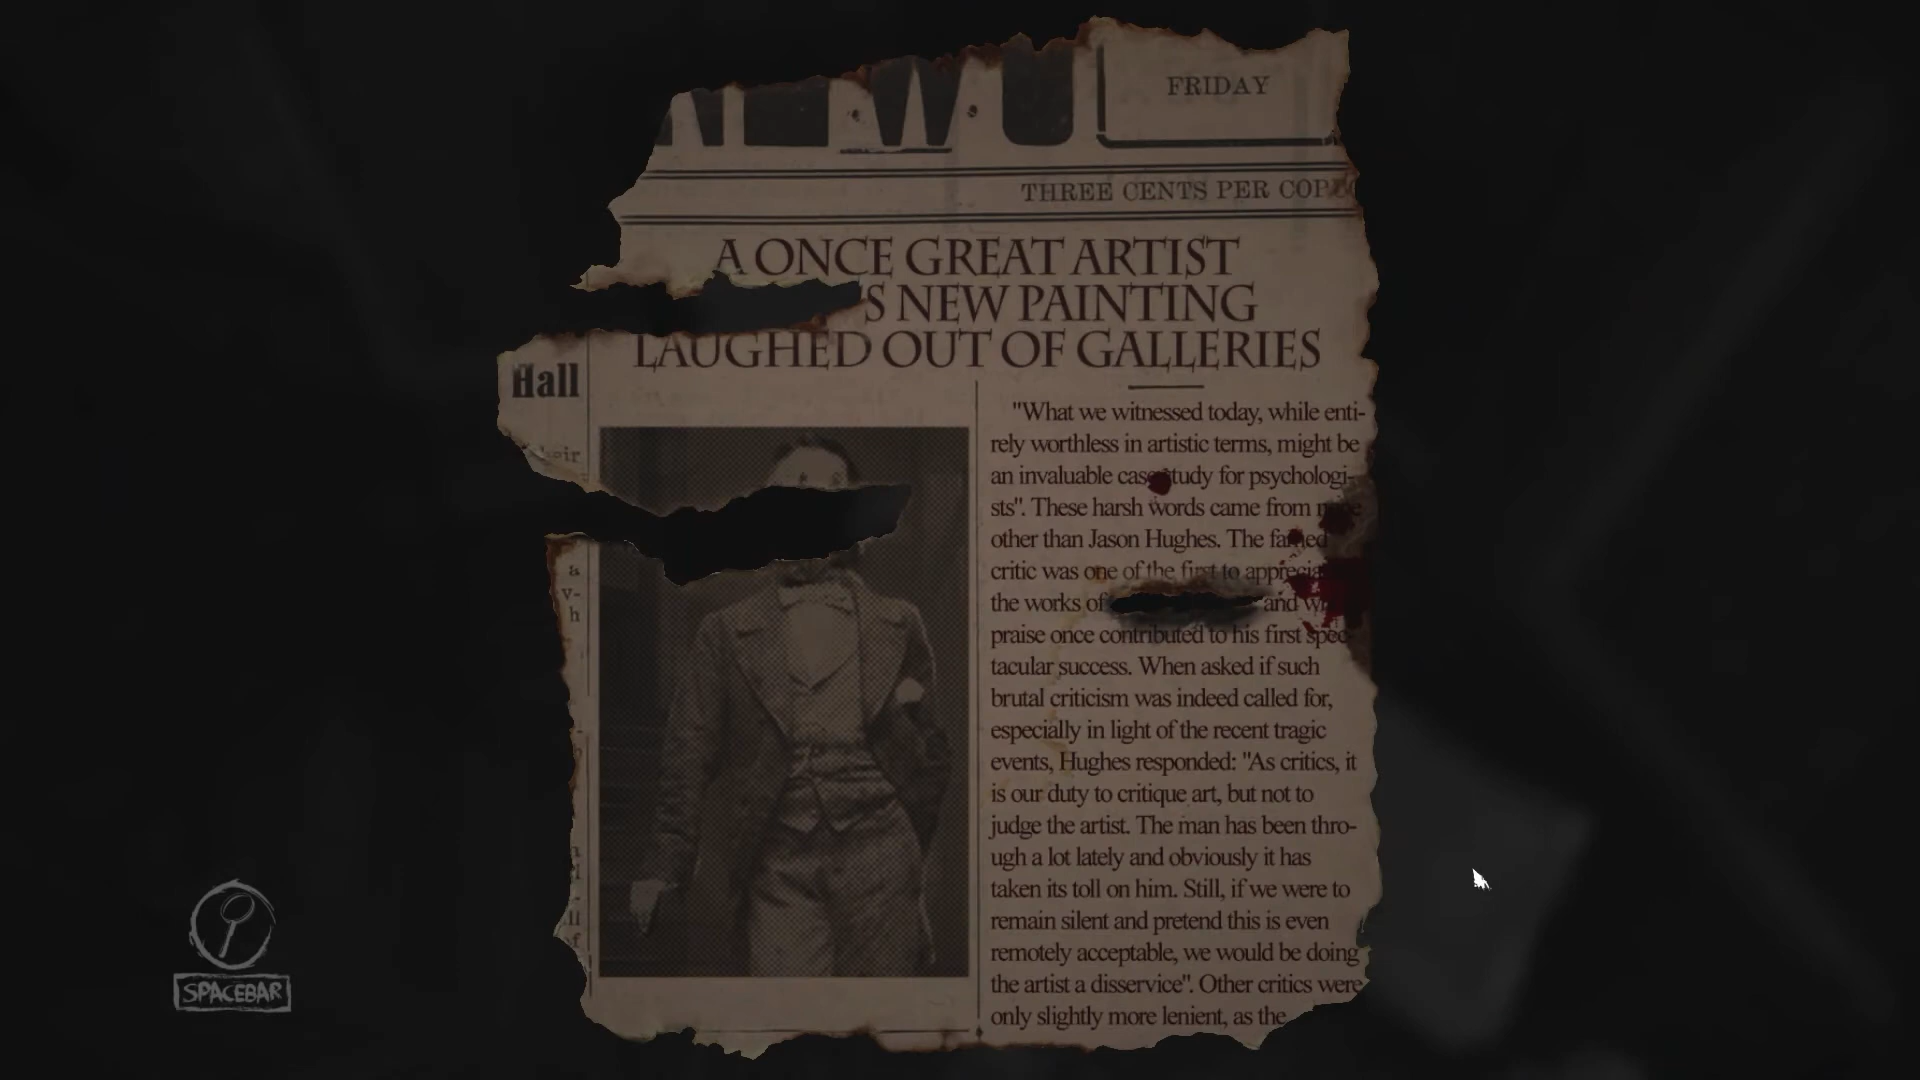 FRIDAY
THREE CENTS PER COPY
A ONCE GREAT ARTIST
'S NEW PAINTING
LAUGHED OUT OF GALLERIES
Hall
"What we witnessed today, while enti-
rely worthless in artistic terms, might be
an invaluable case study for psychologi-
sts". These harsh words came from none
other than Jason Hughes. The famed
critic was one of the first to apprecia
the works of and wh
praise once contributed to his first spec-
tacular success. When asked if such
brutal criticism was indeed called for,
especially in light of the recent tragic
events, Hughes responded: "As critics, it
is our duty to critique art, but not to
judge the artist. The man has been thro-
ugh a lot lately and obviously it has
taken its toll on him. Still, if we were to
remain silent and pretend this is even
remotely acceptable, we would be doing
the artist a disservice". Other critics were
only slightly more lenient, as the
SPACEBAR